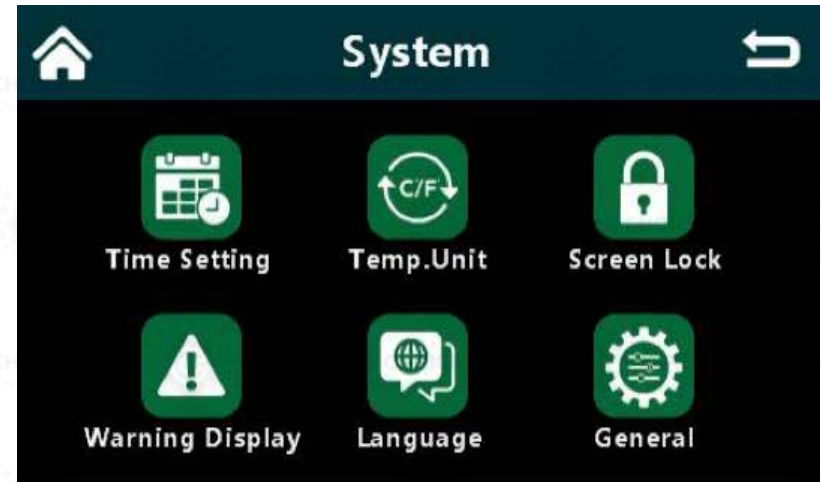 System
Time Setting
Temp.Unit
Screen Lock
C/F
Warning Display
Language
General